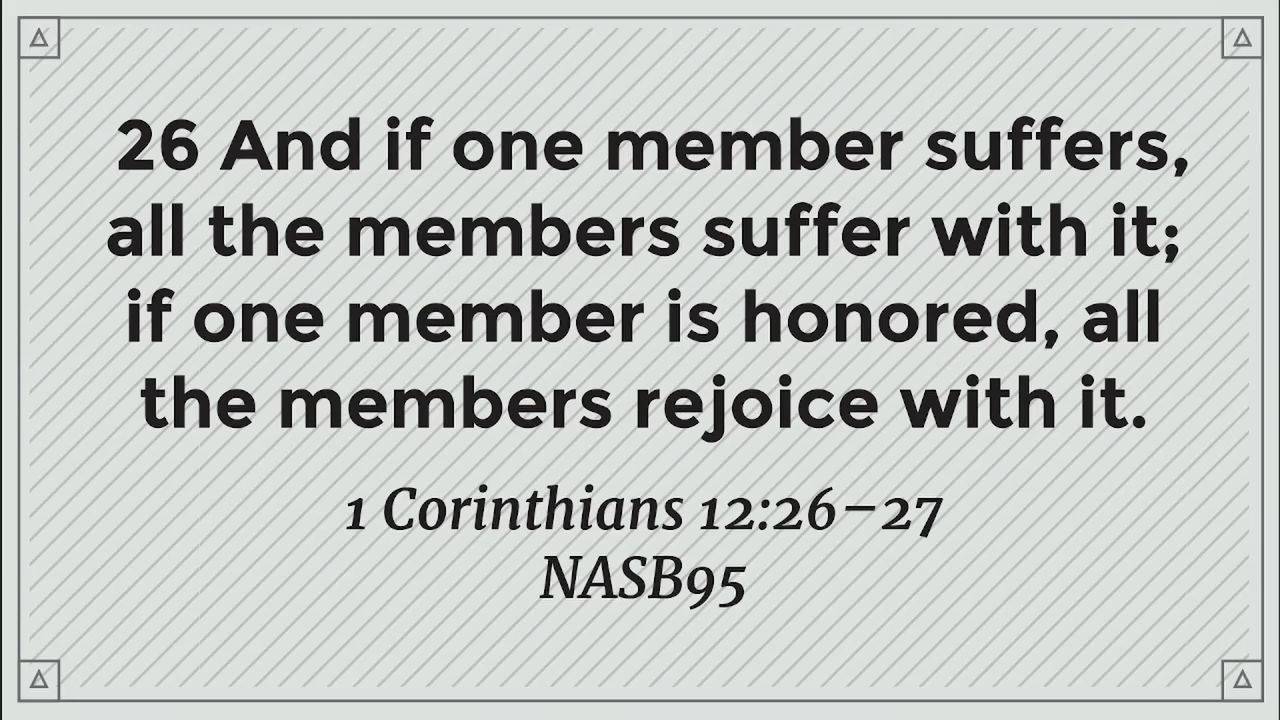 26 And if one member suffers,
all the members suffer with it;
if one member is honored, all
the members rejoice with it.
1 Corinthians 12:26–27
NASB95